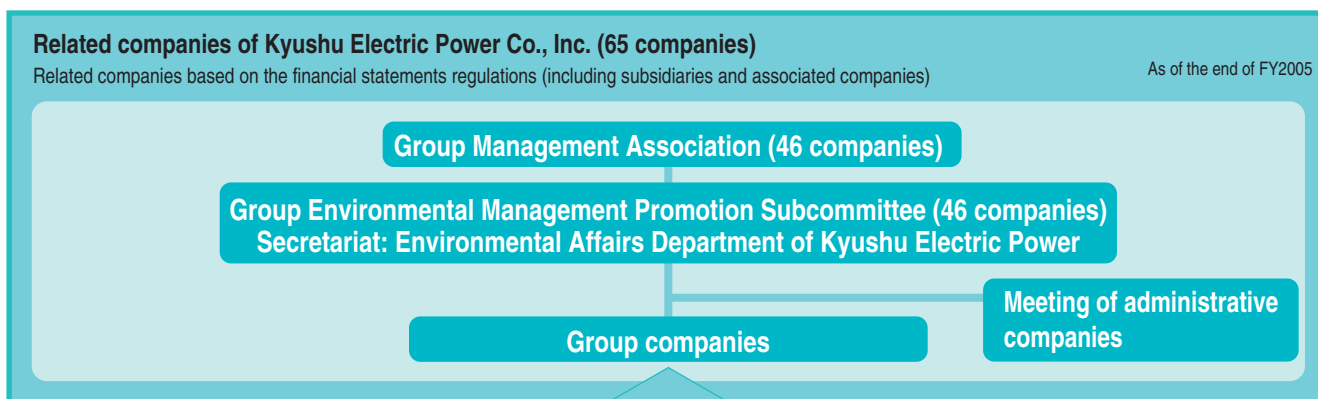 Related companies of Kyushu Electric Power Co., Inc. (65 companies)
Related companies based on the financial statements regulations (including subsidiaries and associated companies)
As of the end of FY2005
Group Management Association (46 companies)
Group Environmental Management Promotion Subcommittee (46 companies)
Secretariat: Environmental Affairs Department of Kyushu Electric Power
Meeting of administrative
companies
Group companies